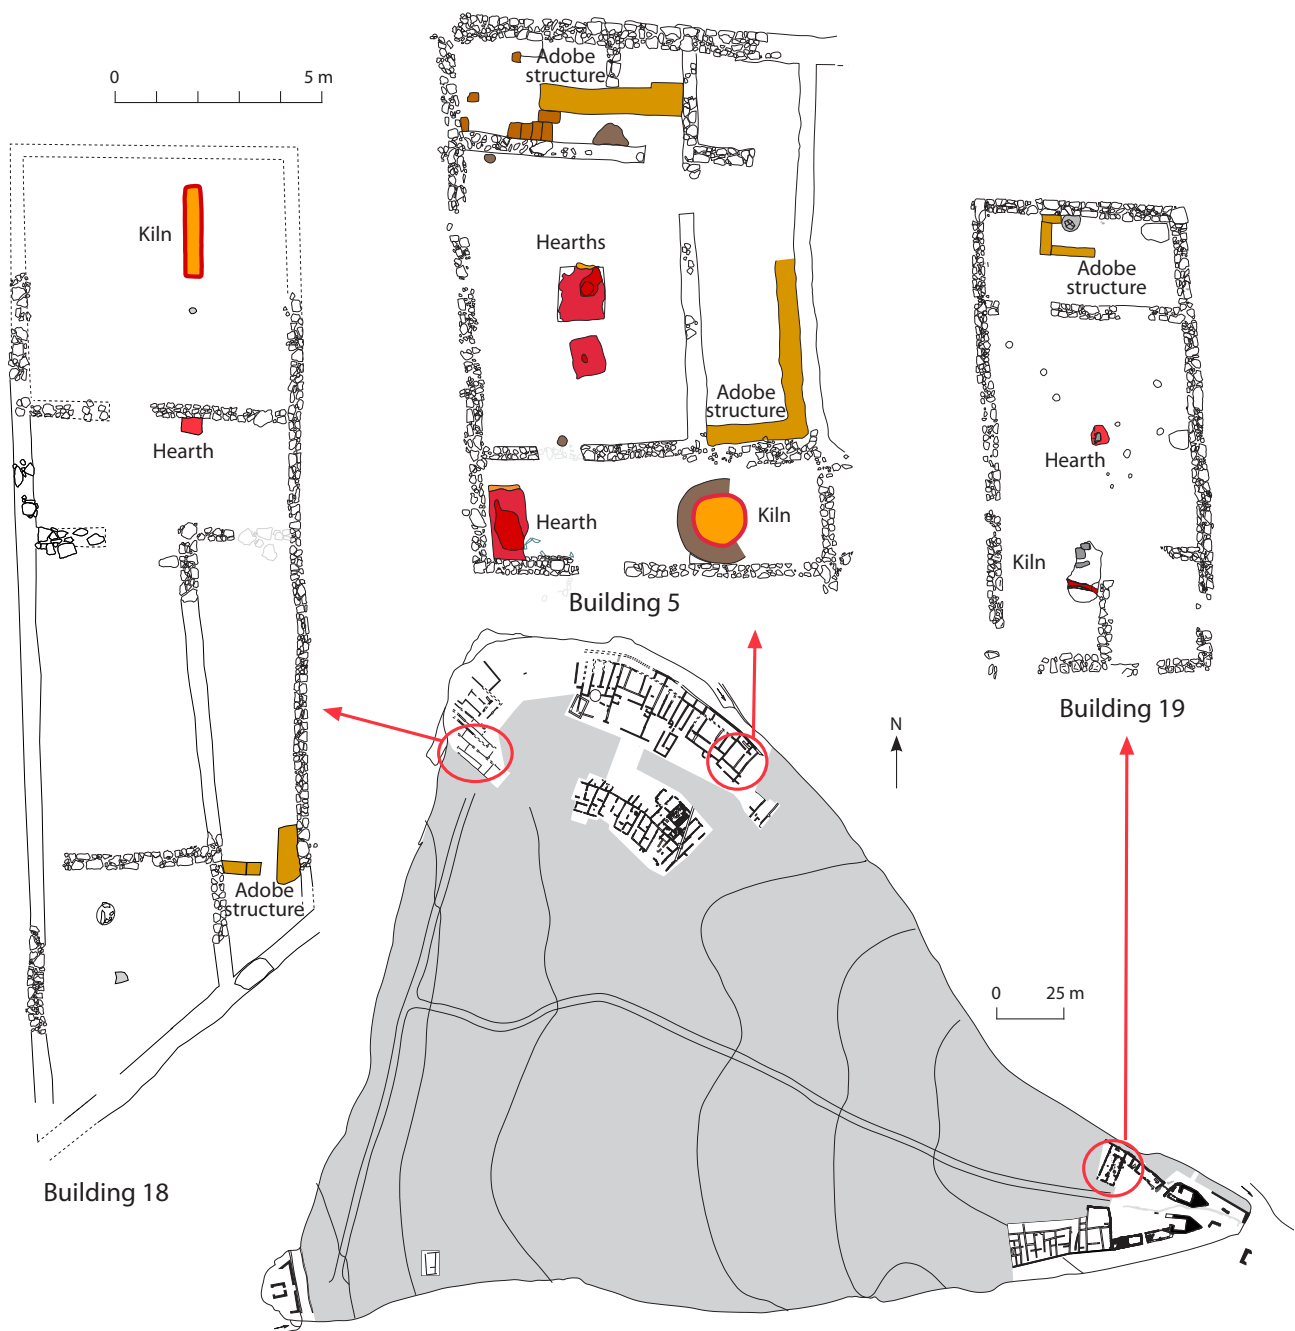 0 5 m
Kiln
Hearth
Adobe
structure
Building 18
Adobe
structure
Hearths
Adobe
structure
Hearth
Kiln
Building 5
Adobe
structure
Hearth
Kiln
Building 19
N
0 25 m